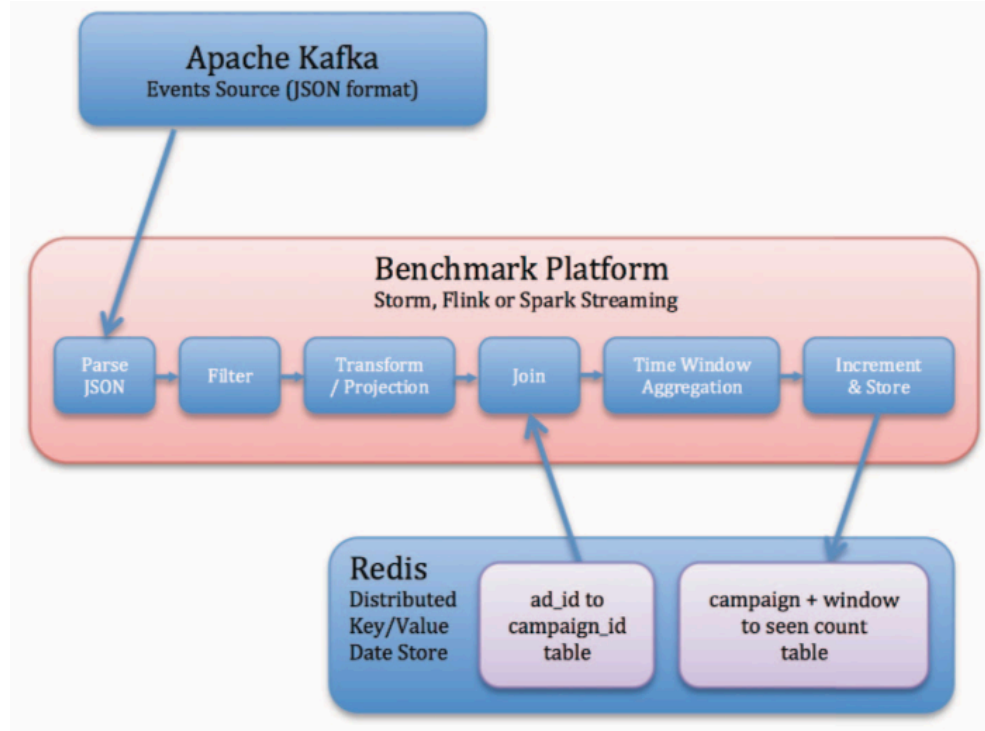 Apache Kafka
Events Source (JSON format)
Benchmark Platform
Storm, Flink or Spark Streaming
Parse
JSON
Filter
Transform
/ Projection
Join
Time Window
Aggregation
Increment
& Store
Redis
Distributed
Key/Value
Date Store
ad_id to
campaign_id
table
campaign + window
to seen count
table